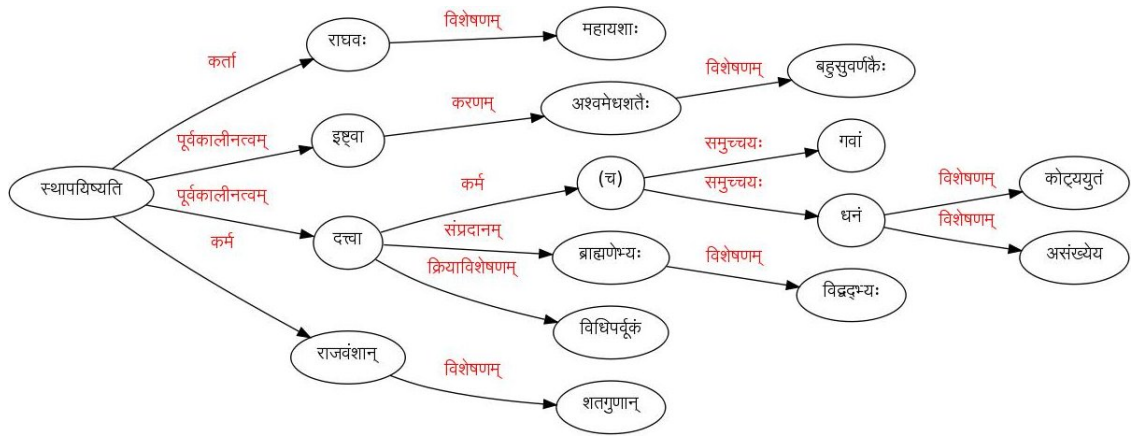 स्थापयिष्यति
कर्ता
राघवः
विशेषणम्
महायशाः
पूर्वकालीनत्वम्
इष्ट्वा
करणम्
अश्वमेधशतैः
विशेषणम्
बहुसुवर्णकैः
पूर्वकालीनत्वम्
दत्त्वा
कर्म
(च)
समुच्चयः
गवां
समुच्चयः
धनं
विशेषणम्
कोट्ययुतं
विशेषणम्
असंख्येय
संप्रदानम्
ब्राह्मणेभ्यः
विशेषणम्
विद्वद्भ्यः
क्रियाविशेषणम्
विधिपर्वूकं
कर्म
राजवंशान्
विशेषणम्
शतगुणान्